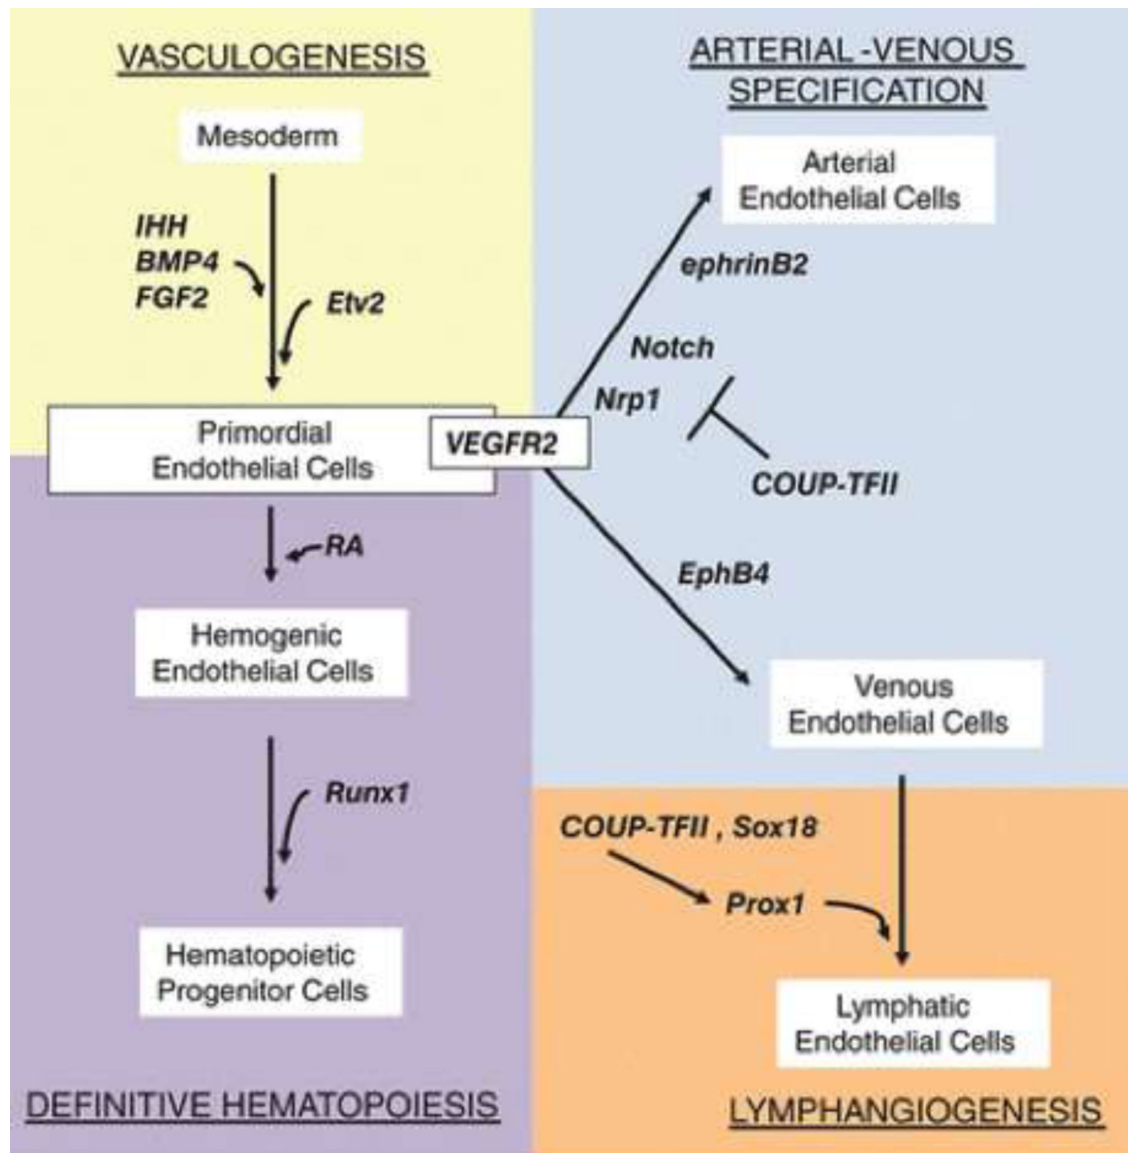 VASCULOGENESIS
Mesoderm
IHH
BMP4
FGF2
Etv2
Primordial
Endothelial Cells
VEGFR2
ARTERIAL -VENOUS
SPECIFICATION
Arterial
Endothelial Cells
ephrinB2
Notch
Nrp1
COUP-TFII
EphB4
Venous
Endothelial Cells
RA
Hemogenic
Endothelial Cells
Runx1
Hematopoietic
Progenitor Cells
DEFINITIVE HEMATOPOIESIS
COUP-TFII , Sox18
Prox1
Lymphatic
Endothelial Cells
LYMPHANGIOGENESIS